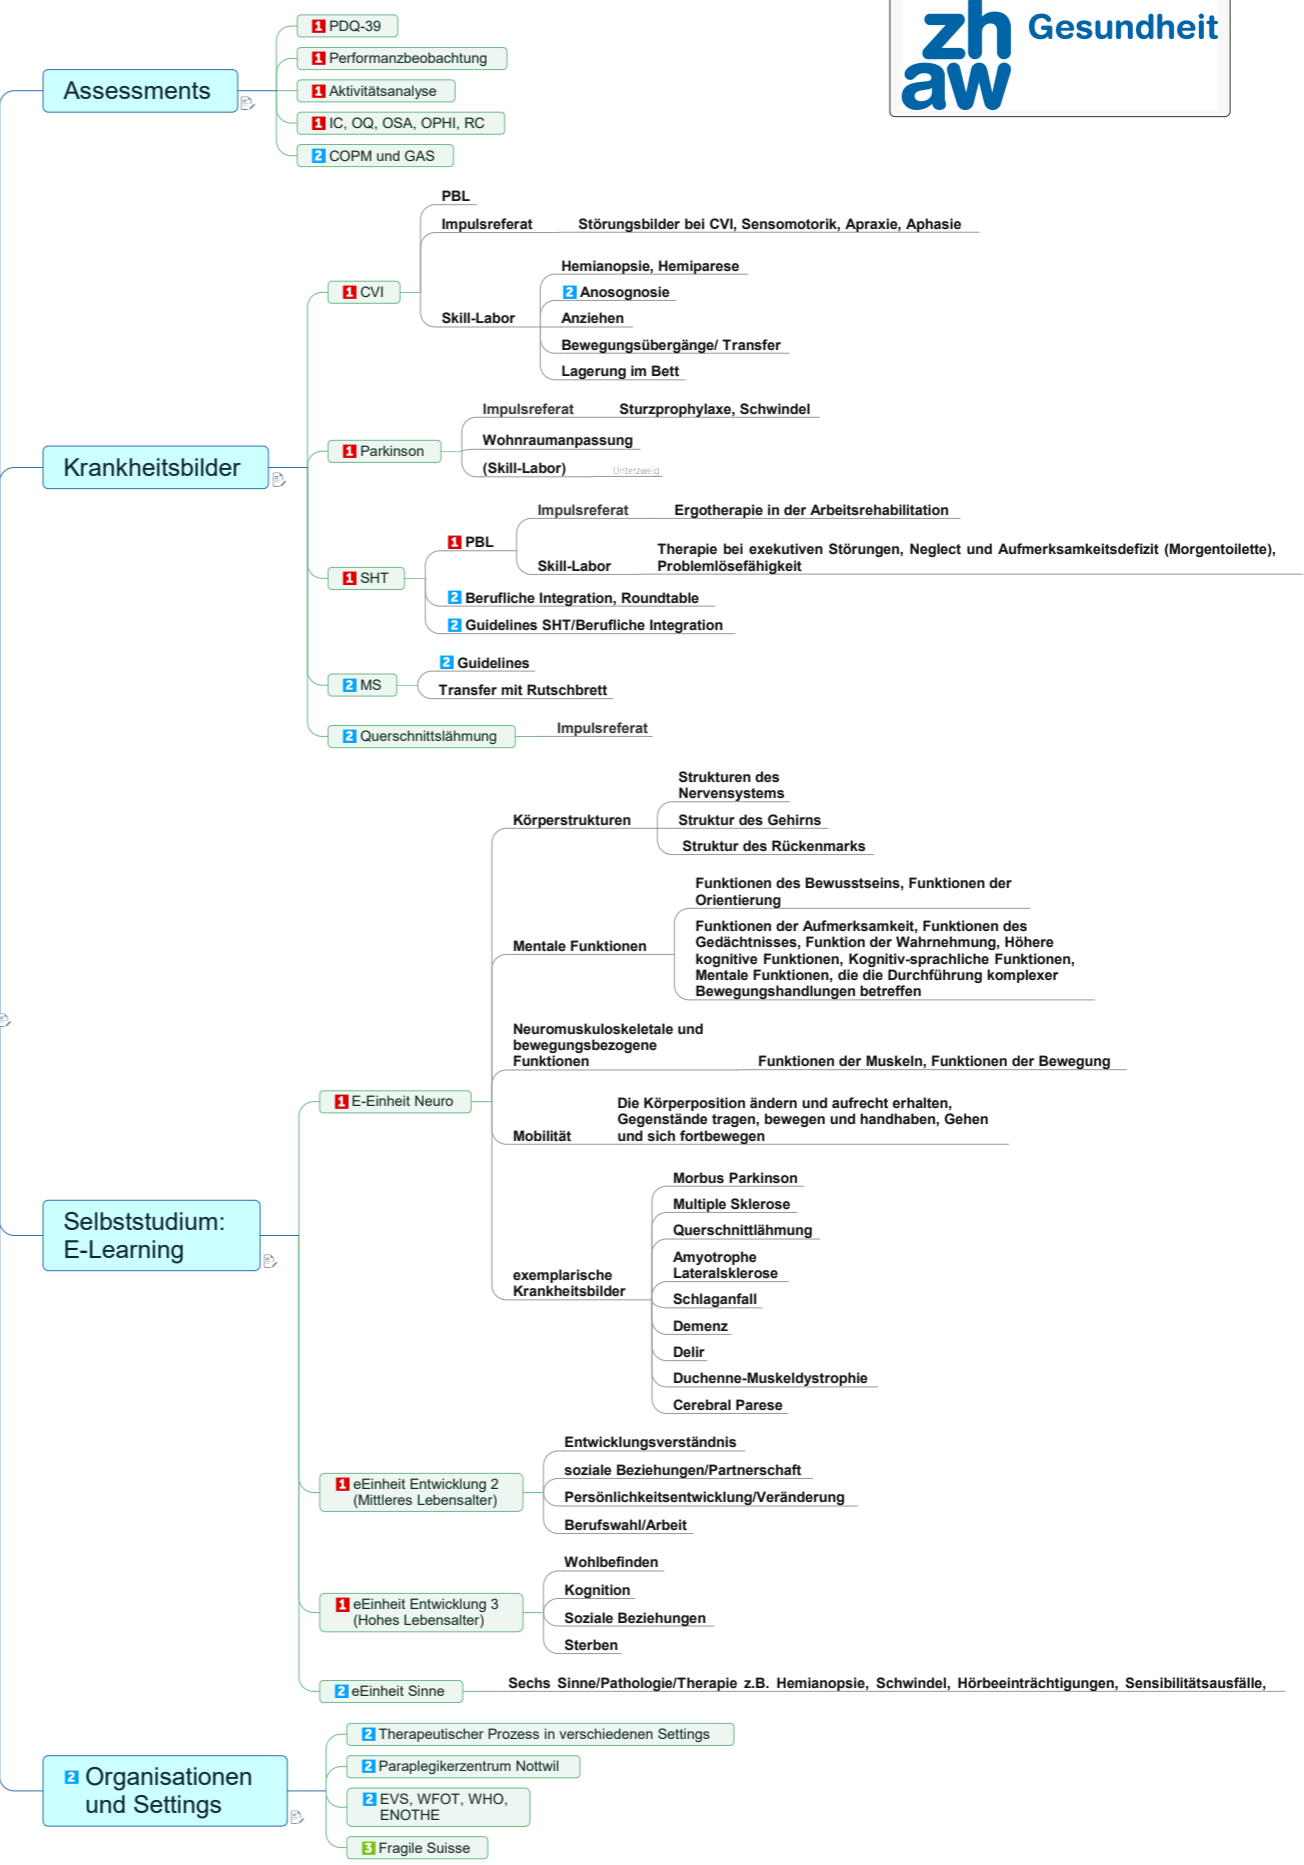 zh
aw
Gesundheit
Assessments
1 PDQ-39
1 Performanzbeobachtung
1 Aktivitätsanalyse
1 IC, OQ, OSA, OPHI, RC
2 COPM und GAS
Krankheitsbilder
1 CVI
PBL
Impulsreferat
Störungsbilder bei CVI, Sensomotorik, Apraxie, Aphasie
Skill-Labor
Hemianopsie, Hemiparese
2 Anosognosie
Anziehen
Bewegungsübergänge/ Transfer
Lagerung im Bett
1 Parkinson
Impulsreferat
Sturzprophylaxe, Schwindel
Wohnraumanpassung
(Skill-Labor)
Unterzweig
1 SHT
1 PBL
Impulsreferat
Ergotherapie in der Arbeitsrehabilitation
Skill-Labor
Therapie bei exekutiven Störungen, Neglect und Aufmerksamkeitsdefizit (Morgentoilette),
Problemlösefähigkeit
2 Berufliche Integration, Roundtable
2 Guidelines SHT/Berufliche Integration
2 MS
2 Guidelines
Transfer mit Rutschbrett
2 Querschnittslähmung
Impulsreferat
Selbststudium:
E-Learning
1 E-Einheit Neuro
Körperstrukturen
Strukturen des
Nervensystems
Struktur des Gehirns
Struktur des Rückenmarks
Mentale Funktionen
Funktionen des Bewusstseins, Funktionen der
Orientierung
Funktionen der Aufmerksamkeit, Funktionen des
Gedächtnisses, Funktion der Wahrnehmung, Höhere
kognitive Funktionen, Kognitiv-sprachliche Funktionen,
Mentale Funktionen, die die Durchführung komplexer
Bewegungshandlungen betreffen
Neuromuskuloskeletale und
bewegungsbezogene
Funktionen
Funktionen der Muskeln, Funktionen der Bewegung
Mobilität
Die Körperposition ändern und aufrecht erhalten,
Gegenstände tragen, bewegen und handhaben, Gehen
und sich fortbewegen
exemplarische
Krankheitsbilder
Morbus Parkinson
Multiple Sklerose
Querschnittlähmung
Amyotrophe
Lateralsklerose
Schlaganfall
Demenz
Delir
Duchenne-Muskeldystrophie
Cerebral Parese
1 eEinheit Entwicklung 2
(Mittleres Lebensalter)
Entwicklungsverständnis
soziale Beziehungen/Partnerschaft
Persönlichkeitsentwicklung/Veränderung
Berufswahl/Arbeit
1 eEinheit Entwicklung 3
(Hohes Lebensalter)
Wohlbefinden
Kognition
Soziale Beziehungen
Sterben
2 eEinheit Sinne
Sechs Sinne/Pathologie/Therapie z.B. Hemianopsie, Schwindel, Hörbeeinträchtigungen, Sensibilitätsausfälle,
2 Organisationen
und Settings
2 Therapeutischer Prozess in verschiedenen Settings
2 Paraplegikerzentrum Nottwil
2 EVS, WFOT, WHO,
ENOTHE
3 Fragile Suisse